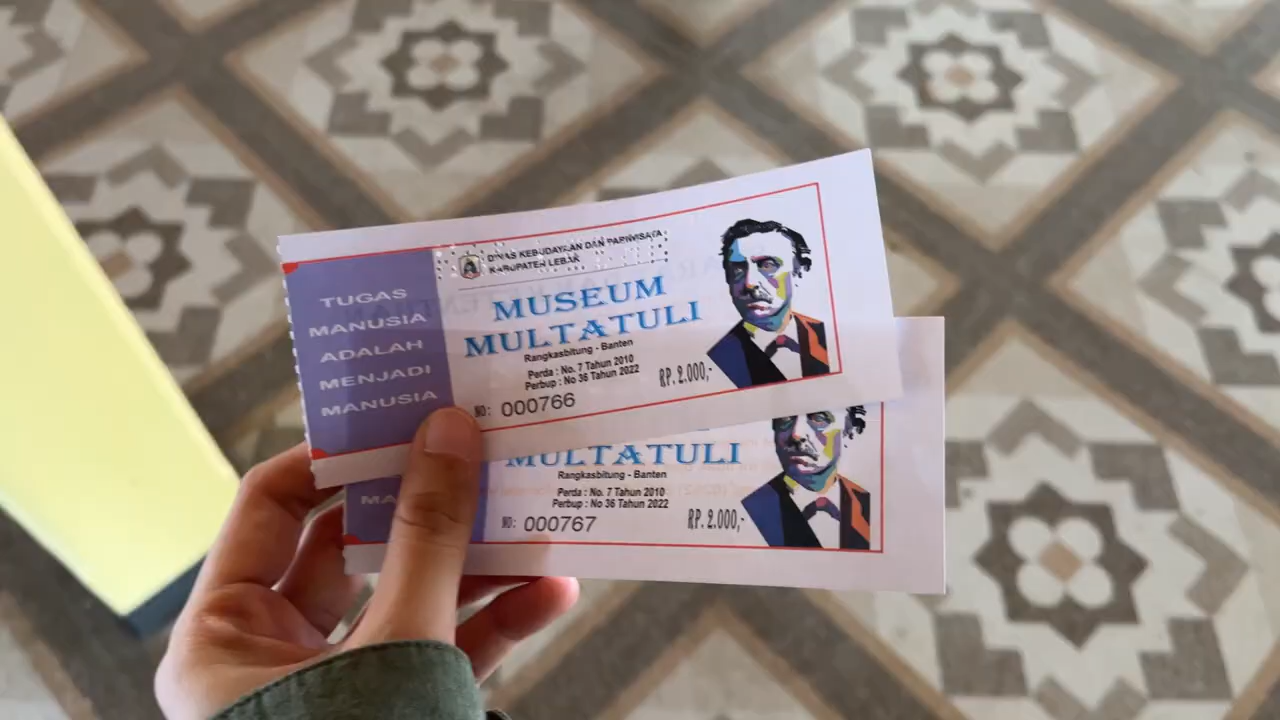 TUGAS
MANUSIA
ADALAH
MENJADI
MANUSIA
DINAS KEBUDAYAAN DAN PARIWISATA
KABUPATEN LEBAK
MUSEUM
MULTATULI
Rangkasbitung - Banten
Perda : No. 7 Tahun 2010
Perbup : No 36 Tahun 2022
RP. 2.000,-
NO: 000766
MA
MULTATULI
Rangkasbitung - Banten
Perda : No. 7 Tahun 2010
Perbup : No 36 Tahun 2022
RP. 2.000,-
NO: 000767